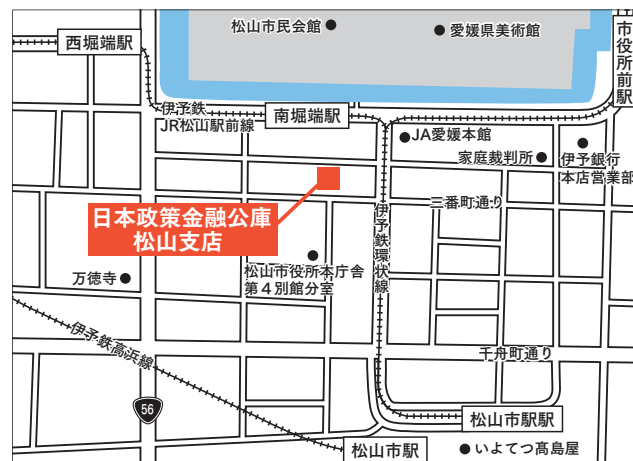 松山市民会館
愛媛県美術館
市役所前駅
西堀端駅
伊予鉄
JR松山駅前線
南堀端駅
JA愛媛本館
家庭裁判所
伊予銀行
本店営業部
三番町通り
日本政策金融公庫
松山支店
伊予鉄環状線
松山市役所本庁舎
第4別館分室
万徳寺
伊予鉄高浜線
千舟町通り
56
松山市駅駅
松山市駅
いよてつ髙島屋